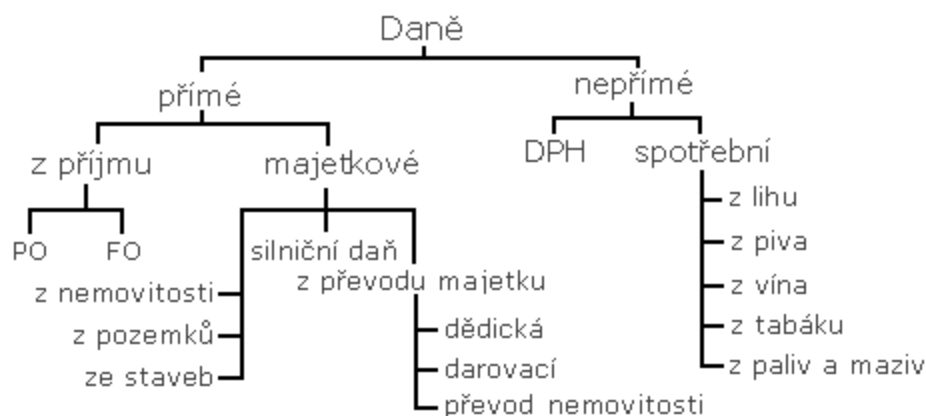 Daně
přímé
nepřímé
z příjmu
majetkové
DPH
spotřební
PO
FO
silniční daň
z převodu majetku
z nemovitosti
z pozemků
ze staveb
dědická
darovací
převod nemovitosti
z lihu
z piva
z vína
z tabáku
z paliv a maziv